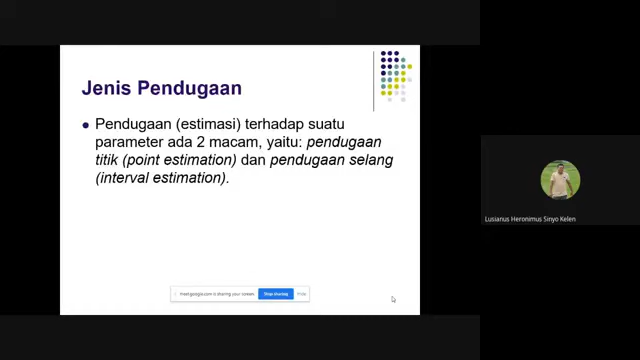 Jenis Pendugaan
Pendugaan (estimasi) terhadap suatu
parameter ada 2 macam, yaitu: pendugaan
titik (point estimation) dan pendugaan selang
(interval estimation).
meet.google.com is sharing your screen.
Stop sharing
Hide
Lusianus Heronimus Sinyo Kelen